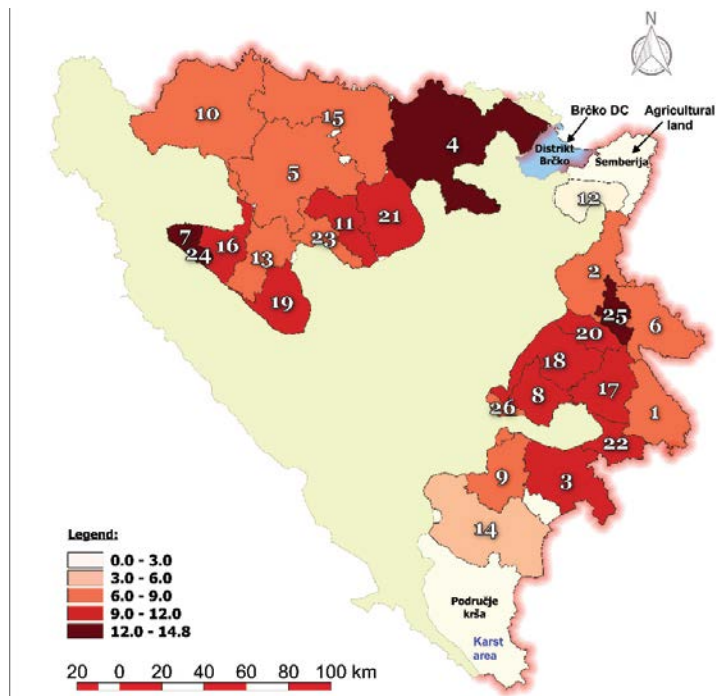 N
Brčko DC
Agricultural
land
Distrikt
Brčko
Semberija
10
15
4
5
12
7
16
11
21
24
13
23
2
19
25
6
20
18
17
8
26
1
22
9
3
14
Legend:
0.0 - 3.0
3.0 - 6.0
6.0 - 9.0
9.0 - 12.0
12.0 - 14.8
Područje
krša
Karst
area
20 0 20 40 60 80 100 km